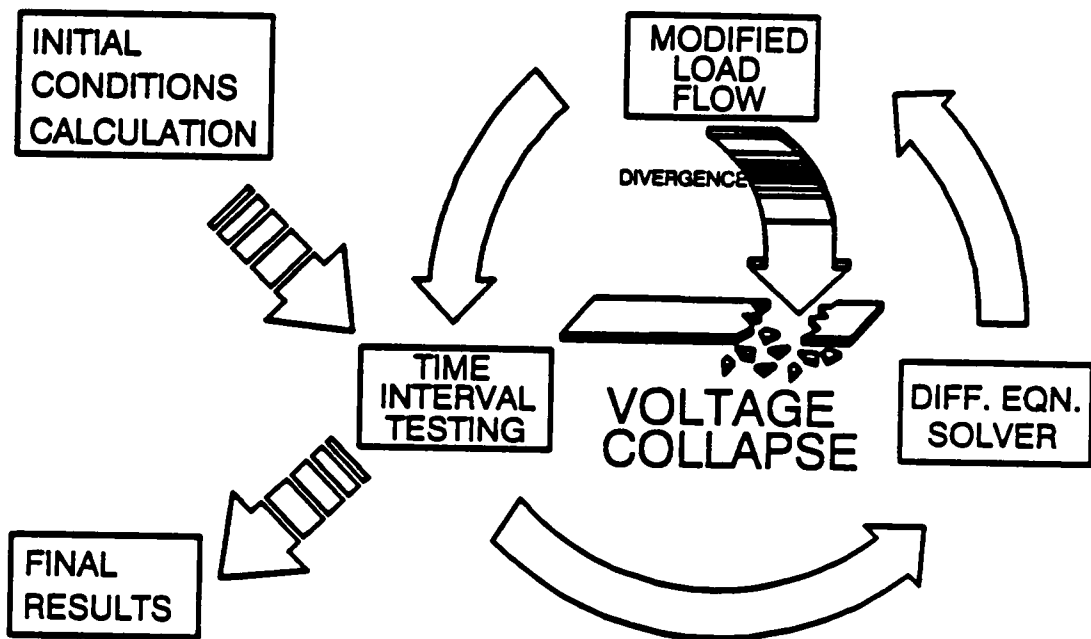 INITIAL
CONDITIONS
CALCULATION
MODIFIED
LOAD
FLOW
DIVERGENCE
TIME
INTERVAL
TESTING
VOLTAGE
COLLAPSE
DIFF. EQN.
SOLVER
FINAL
RESULTS